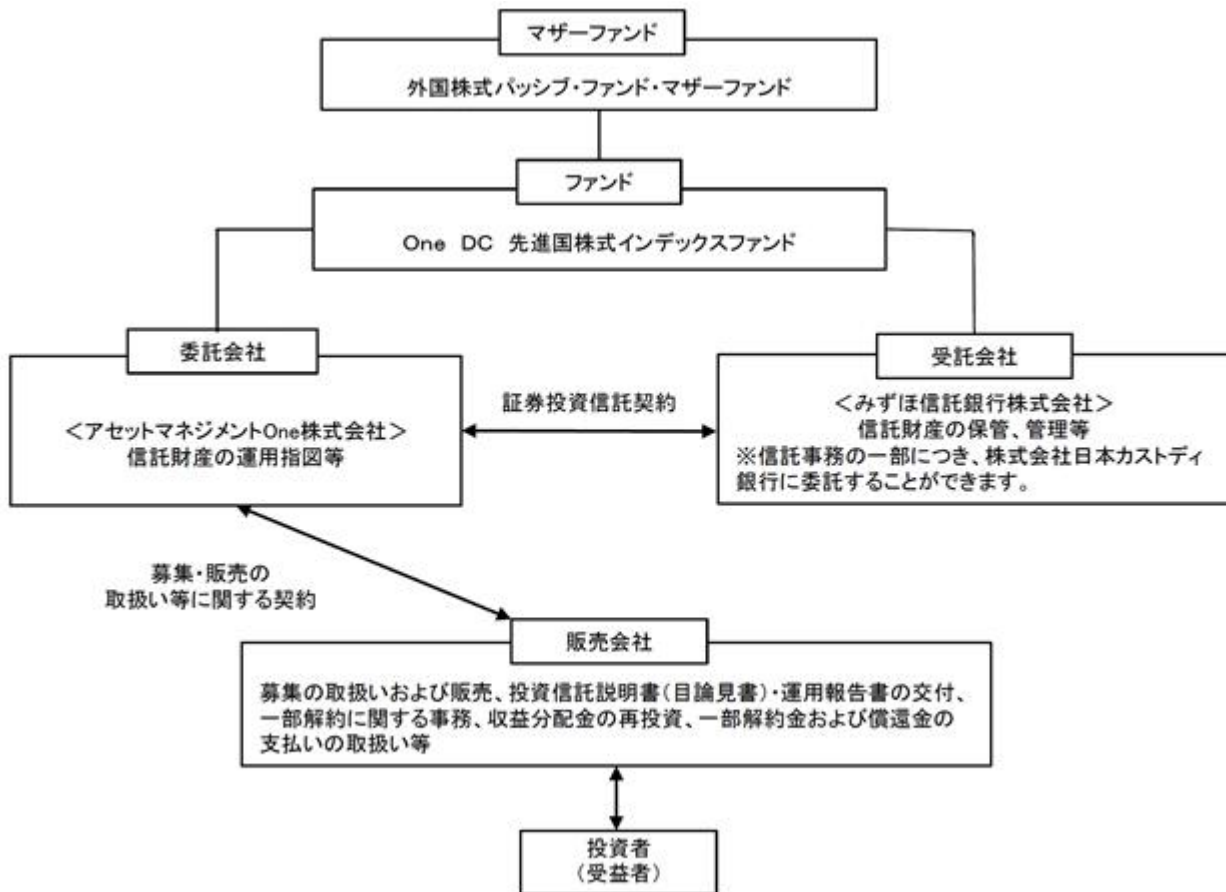 マザーファンド
外国株式パッシブ・ファンド・マザーファンド
ファンド
One DC 先進国株式インデックスファンド
委託会社
＜アセットマネジメントOne株式会社＞
信託財産の運用指図等
証券投資信託契約
受託会社
＜みずほ信託銀行株式会社＞
信託財産の保管、管理等
※信託事務の一部につき、株式会社日本カストディ
銀行に委託することができます。
募集・販売の
取扱い等に関する契約
販売会社
募集の取扱いおよび販売、投資信託説明書（目論見書）・運用報告書の交付、
一部解約に関する事務、収益分配金の再投資、一部解約金および償還金の
支払いの取扱い等
投資者
（受益者）